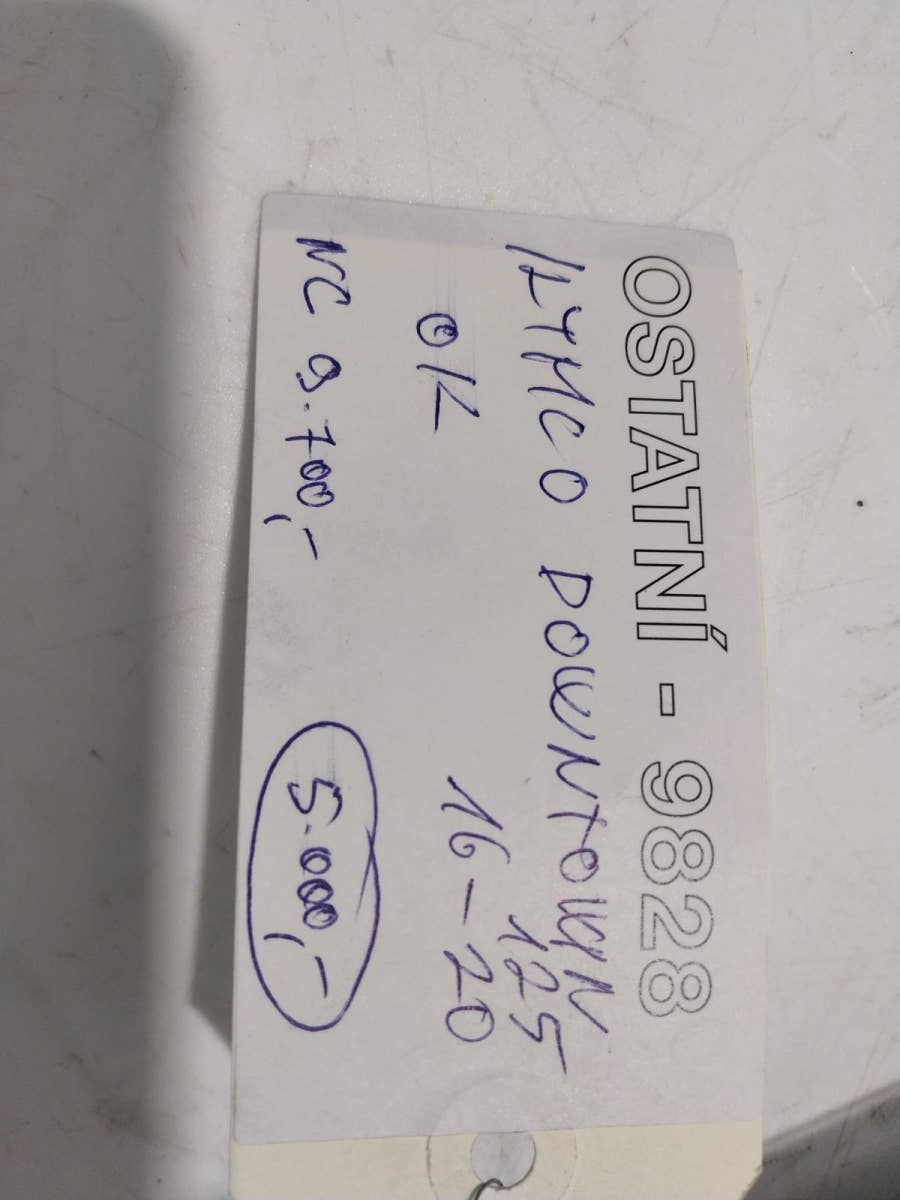 OSTATNÍ - 9828
KYMCO DOWNTOWN
125
OK 16-20
NC 9.700,- 5.000,-